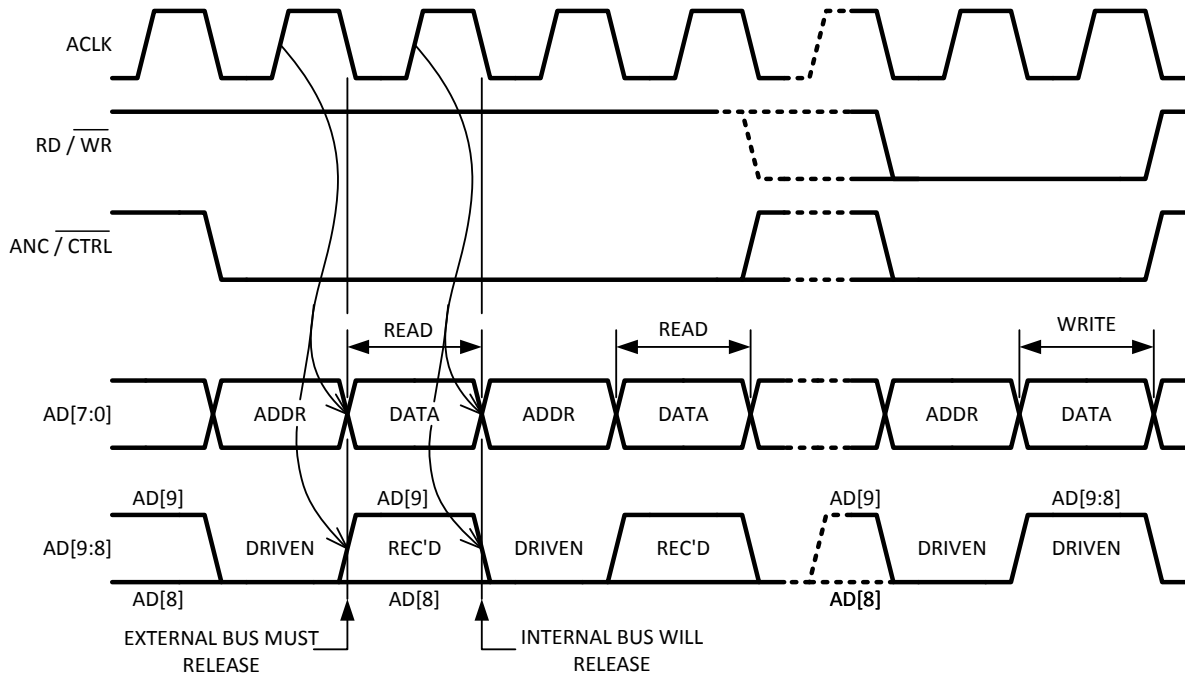 ACLK
RD / WR
ANC / CTRL
READ
READ
WRITE
AD[7:0]
ADDR
DATA
ADDR
DATA
ADDR
DATA
AD[9]
AD[9]
AD[9]
AD[9:8]
AD[9:8]
DRIVEN
REC'D
DRIVEN
REC'D
DRIVEN
DRIVEN
AD[8]
AD[8]
AD[8]
EXTERNAL BUS MUST
RELEASE
INTERNAL BUS WILL
RELEASE